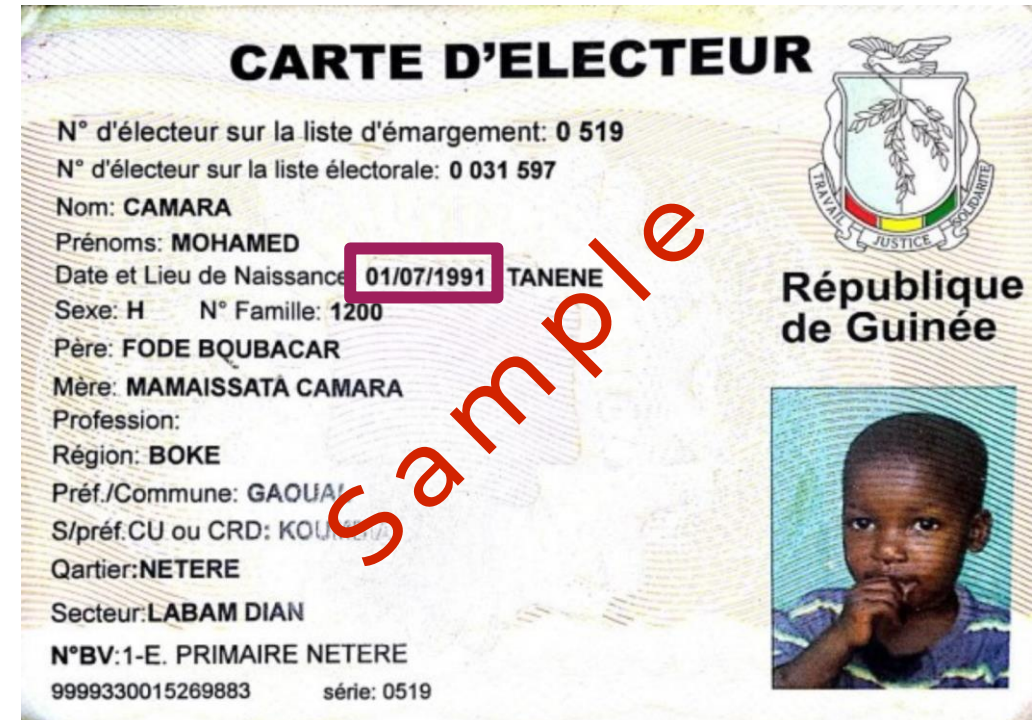 CARTE D'ELECTEUR
N° d'électeur sur la liste d'émargement: 0 519
N° d'électeur sur la liste électorale: 0 031 597
Nom: CAMARA
Prénoms: MOHAMED
Date et Lieu de Naissance 01/07/1991 TANENE
Sexe: H N° Famille: 1200
Père: FODE BOUBACAR
Mère: MAMAISSATA CAMARA
Profession:
Région: BOKE
Préf./Commune:
S/préf.CU ou CRD:
Qartier:NETERE
Secteur:LABAM DIAN
N°BV:1-E. PRIMAIRE NETERE
9999330015269883 série: 0519
TRAVAIL JUSTICE SOLIDARITE
République
de Guinée
sample